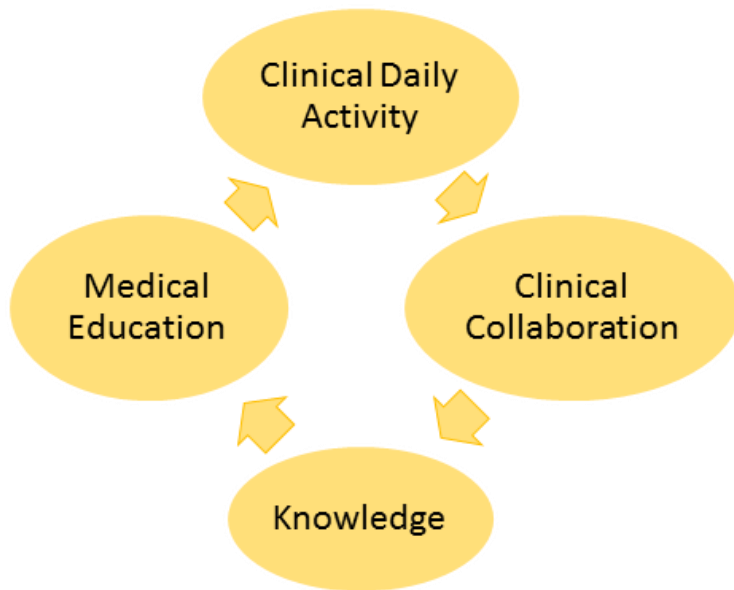 Clinical Daily
Activity
Medical
Education
Clinical
Collaboration
Knowledge